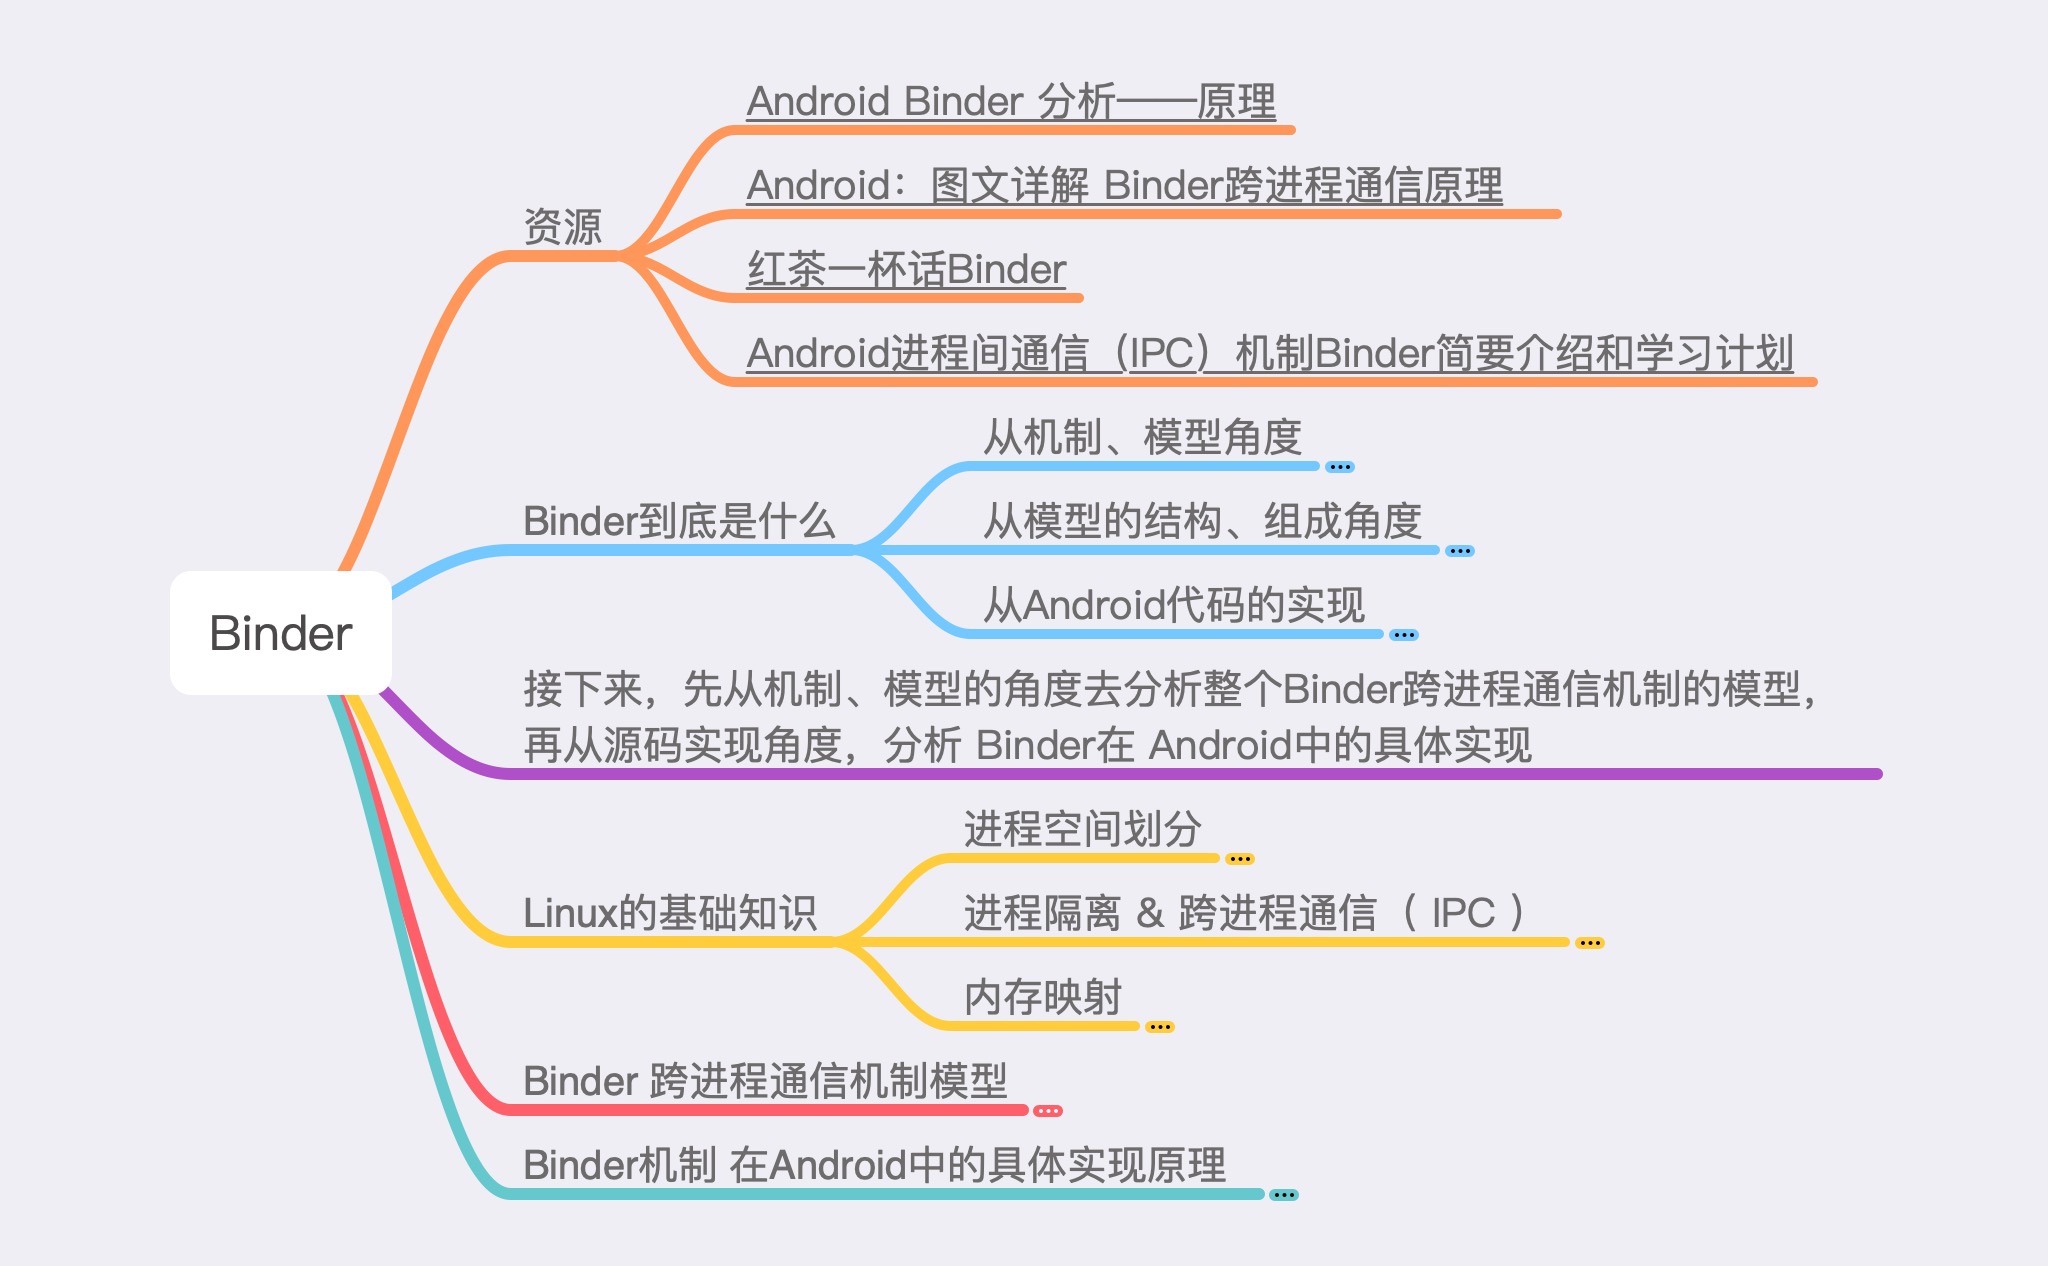 Android Binder 分析——原理
Android：图文详解 Binder跨进程通信原理
资源
红茶一杯话Binder
Android进程间通信（IPC）机制Binder简要介绍和学习计划
从机制、模型角度
Binder到底是什么
从模型的结构、组成角度
从Android代码的实现
Binder
接下来，先从机制、模型的角度去分析整个Binder跨进程通信机制的模型，
再从源码实现角度，分析 Binder在 Android中的具体实现
进程空间划分
Linux的基础知识
进程隔离 & 跨进程通信（ IPC ）
内存映射
Binder 跨进程通信机制模型
Binder机制 在Android中的具体实现原理